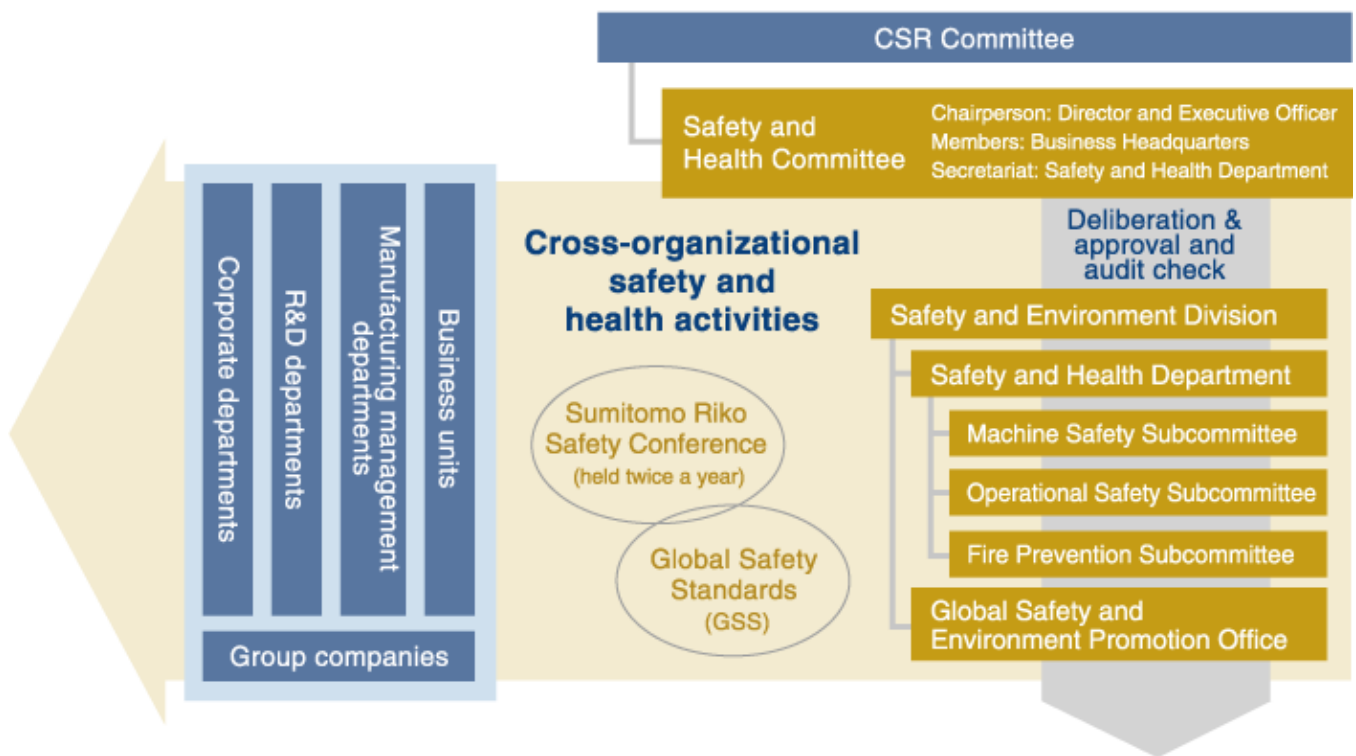 CSR Committee
Safety and
Health Committee
Chairperson: Director and Executive Officer
Members: Business Headquarters
Secretariat: Safety and Health Department
Corporate departments
R&D departments
Manufacturing management
departments
Business units
Group companies
Cross-organizational
safety and
health activities
Sumitomo Riko
Safety Conference
(held twice a year)
Global Safety
Standards
(GSS)
Deliberation &
approval and
audit check
Safety and Environment Division
Safety and Health Department
Machine Safety Subcommittee
Operational Safety Subcommittee
Fire Prevention Subcommittee
Global Safety and
Environment Promotion Office